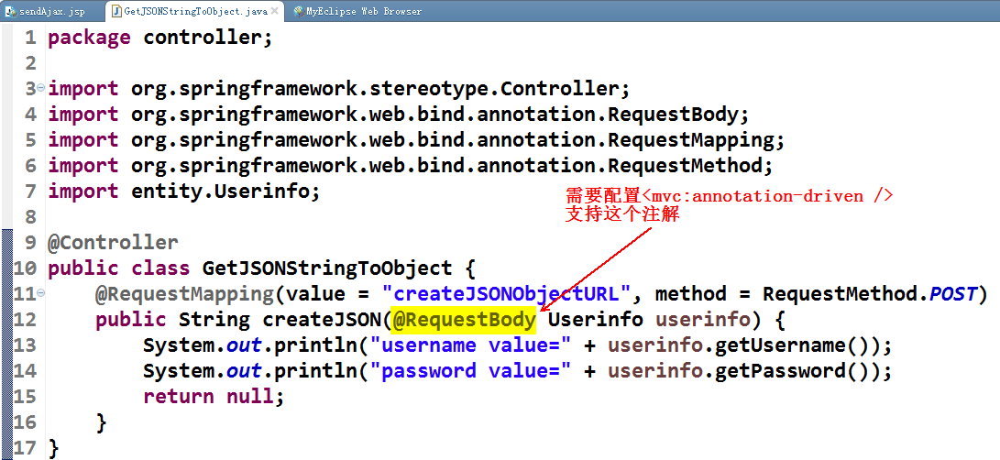 sendAjax.jsp GetJSONStringToObject.java MyEclipse Web Browser
1 package controller;
2
3 import org.springframework.stereotype.Controller;
4 import org.springframework.web.bind.annotation.RequestBody;
5 import org.springframework.web.bind.annotation.RequestMapping;
6 import org.springframework.web.bind.annotation.RequestMethod;
7 import entity.Userinfo;
需要配置<mvc:annotation-driven />
支持这个注解
8
9 @Controller
10 public class GetJSONStringToObject {
11 @RequestMapping(value = "createJSONObjectURL", method = RequestMethod.POST)
12 public String createJSON(@RequestBody Userinfo userinfo) {
13 System.out.println("username value=" + userinfo.getUsername());
14 System.out.println("password value=" + userinfo.getPassword());
15 return null;
16 }
17 }